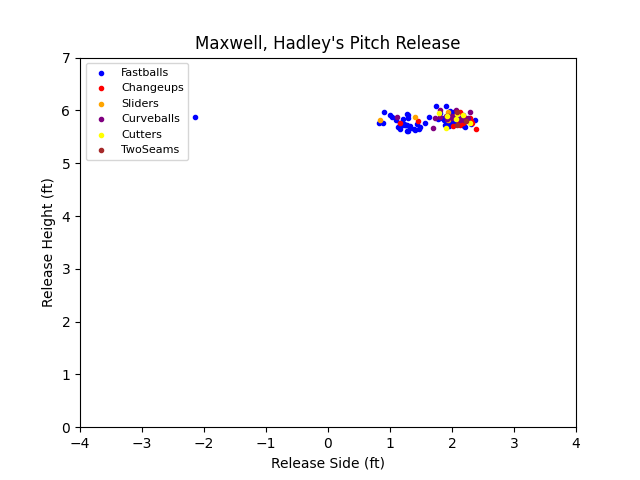 Maxwell, Hadley's Pitch Release
7
6
5
4
3
2
1
0
Release Height (ft)
Fastballs
Changeups
Sliders
Curveballs
Cutters
TwoSeams
−4
−3
−2
−1
0
1
2
3
4
Release Side (ft)